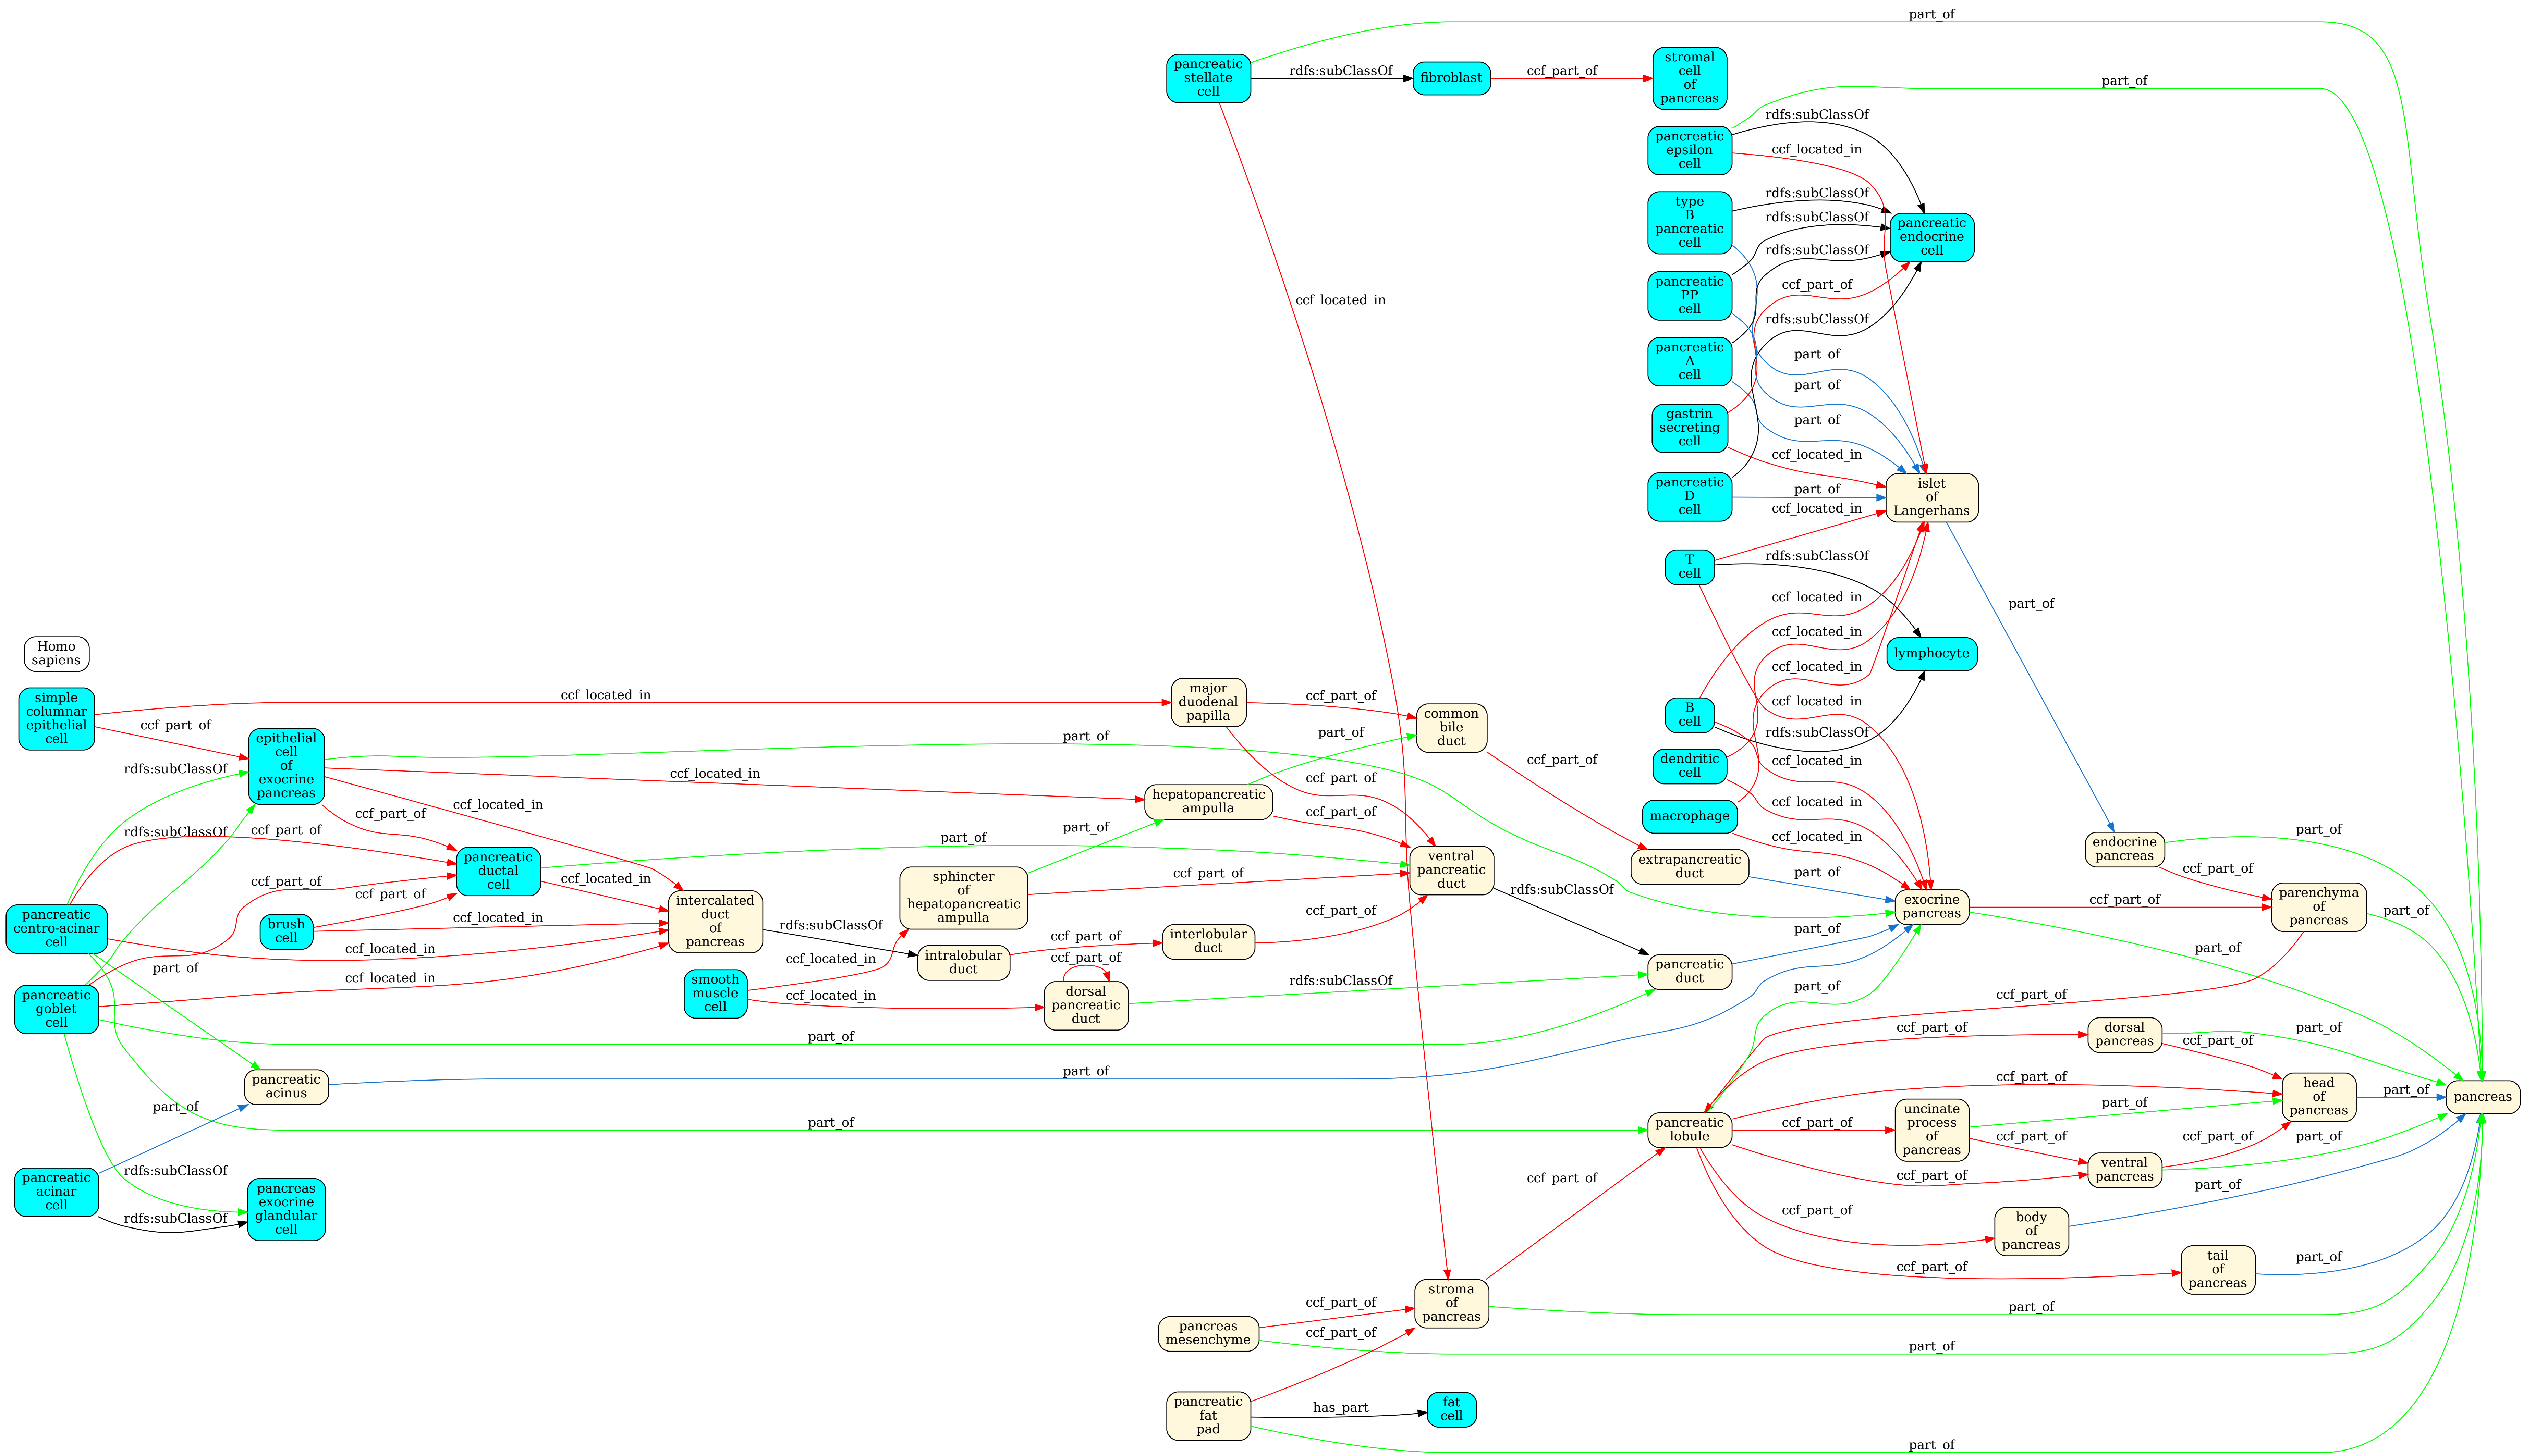 part_of
pancreatic
stellate
cell
rdfs:subClassOf
fibroblast
ccf_part_of
stromal
cell
of
pancreas
part_of
pancreatic
epsilon
cell
rdfs:subClassOf
ccf_located_in
type
B
pancreatic
cell
rdfs:subClassOf
rdfs:subClassOf
pancreatic
endocrine
cell
rdfs:subClassOf
pancreatic
PP
cell
ccf_part_of
ccf_located_in
rdfs:subClassOf
pancreatic
A
cell
part_of
part_of
gastrin
secreting
cell
part_of
ccf_located_in
pancreatic
D
cell
part_of
islet
of
Langerhans
ccf_located_in
T
cell
rdfs:subClassOf
ccf_located_in
part_of
ccf_located_in
lymphocyte
Homo
sapiens
ccf_located_in
simple
columnar
epithelial
cell
ccf_located_in
ccf_part_of
major
duodenal
papilla
ccf_part_of
common
bile
duct
B
cell
ccf_located_in
rdfs:subClassOf
epithelial
cell
of
exocrine
pancreas
part_of
part_of
rdfs:subClassOf
ccf_located_in
ccf_part_of
ccf_part_of
dendritic
cell
ccf_located_in
hepatopancreatic
ampulla
ccf_located_in
ccf_part_of
ccf_part_of
ccf_located_in
macrophage
ccf_located_in
rdfs:subClassOf
ccf_part_of
part_of
part_of
endocrine
pancreas
part_of
pancreatic
ductal
cell
ccf_located_in
ventral
pancreatic
duct
extrapancreatic
duct
part_of
ccf_part_of
ccf_part_of
sphincter
of
hepatopancreatic
ampulla
ccf_part_of
rdfs:subClassOf
exocrine
pancreas
ccf_part_of
parenchyma
of
pancreas
part_of
pancreatic
centro-acinar
cell
brush
cell
ccf_part_of
ccf_located_in
intercalated
duct
of
pancreas
rdfs:subClassOf
ccf_part_of
interlobular
duct
ccf_part_of
part_of
part_of
ccf_located_in
intralobular
duct
ccf_part_of
ccf_located_in
pancreatic
duct
part_of
ccf_located_in
smooth
muscle
cell
ccf_located_in
dorsal
pancreatic
duct
rdfs:subClassOf
part_of
ccf_part_of
pancreatic
goblet
cell
part_of
ccf_part_of
dorsal
pancreas
part_of
ccf_part_of
pancreatic
acinus
part_of
ccf_part_of
head
of
pancreas
part_of
pancreas
part_of
part_of
pancreatic
lobule
ccf_part_of
uncinate
process
of
pancreas
part_of
ccf_part_of
ccf_part_of
part_of
ccf_part_of
ventral
pancreas
part_of
pancreatic
acinar
cell
rdfs:subClassOf
rdfs:subClassOf
pancreas
exocrine
glandular
cell
ccf_part_of
ccf_part_of
body
of
pancreas
ccf_part_of
tail
of
pancreas
part_of
stroma
of
pancreas
part_of
pancreas
mesenchyme
ccf_part_of
ccf_part_of
part_of
pancreatic
fat
pad
has_part
fat
cell
part_of